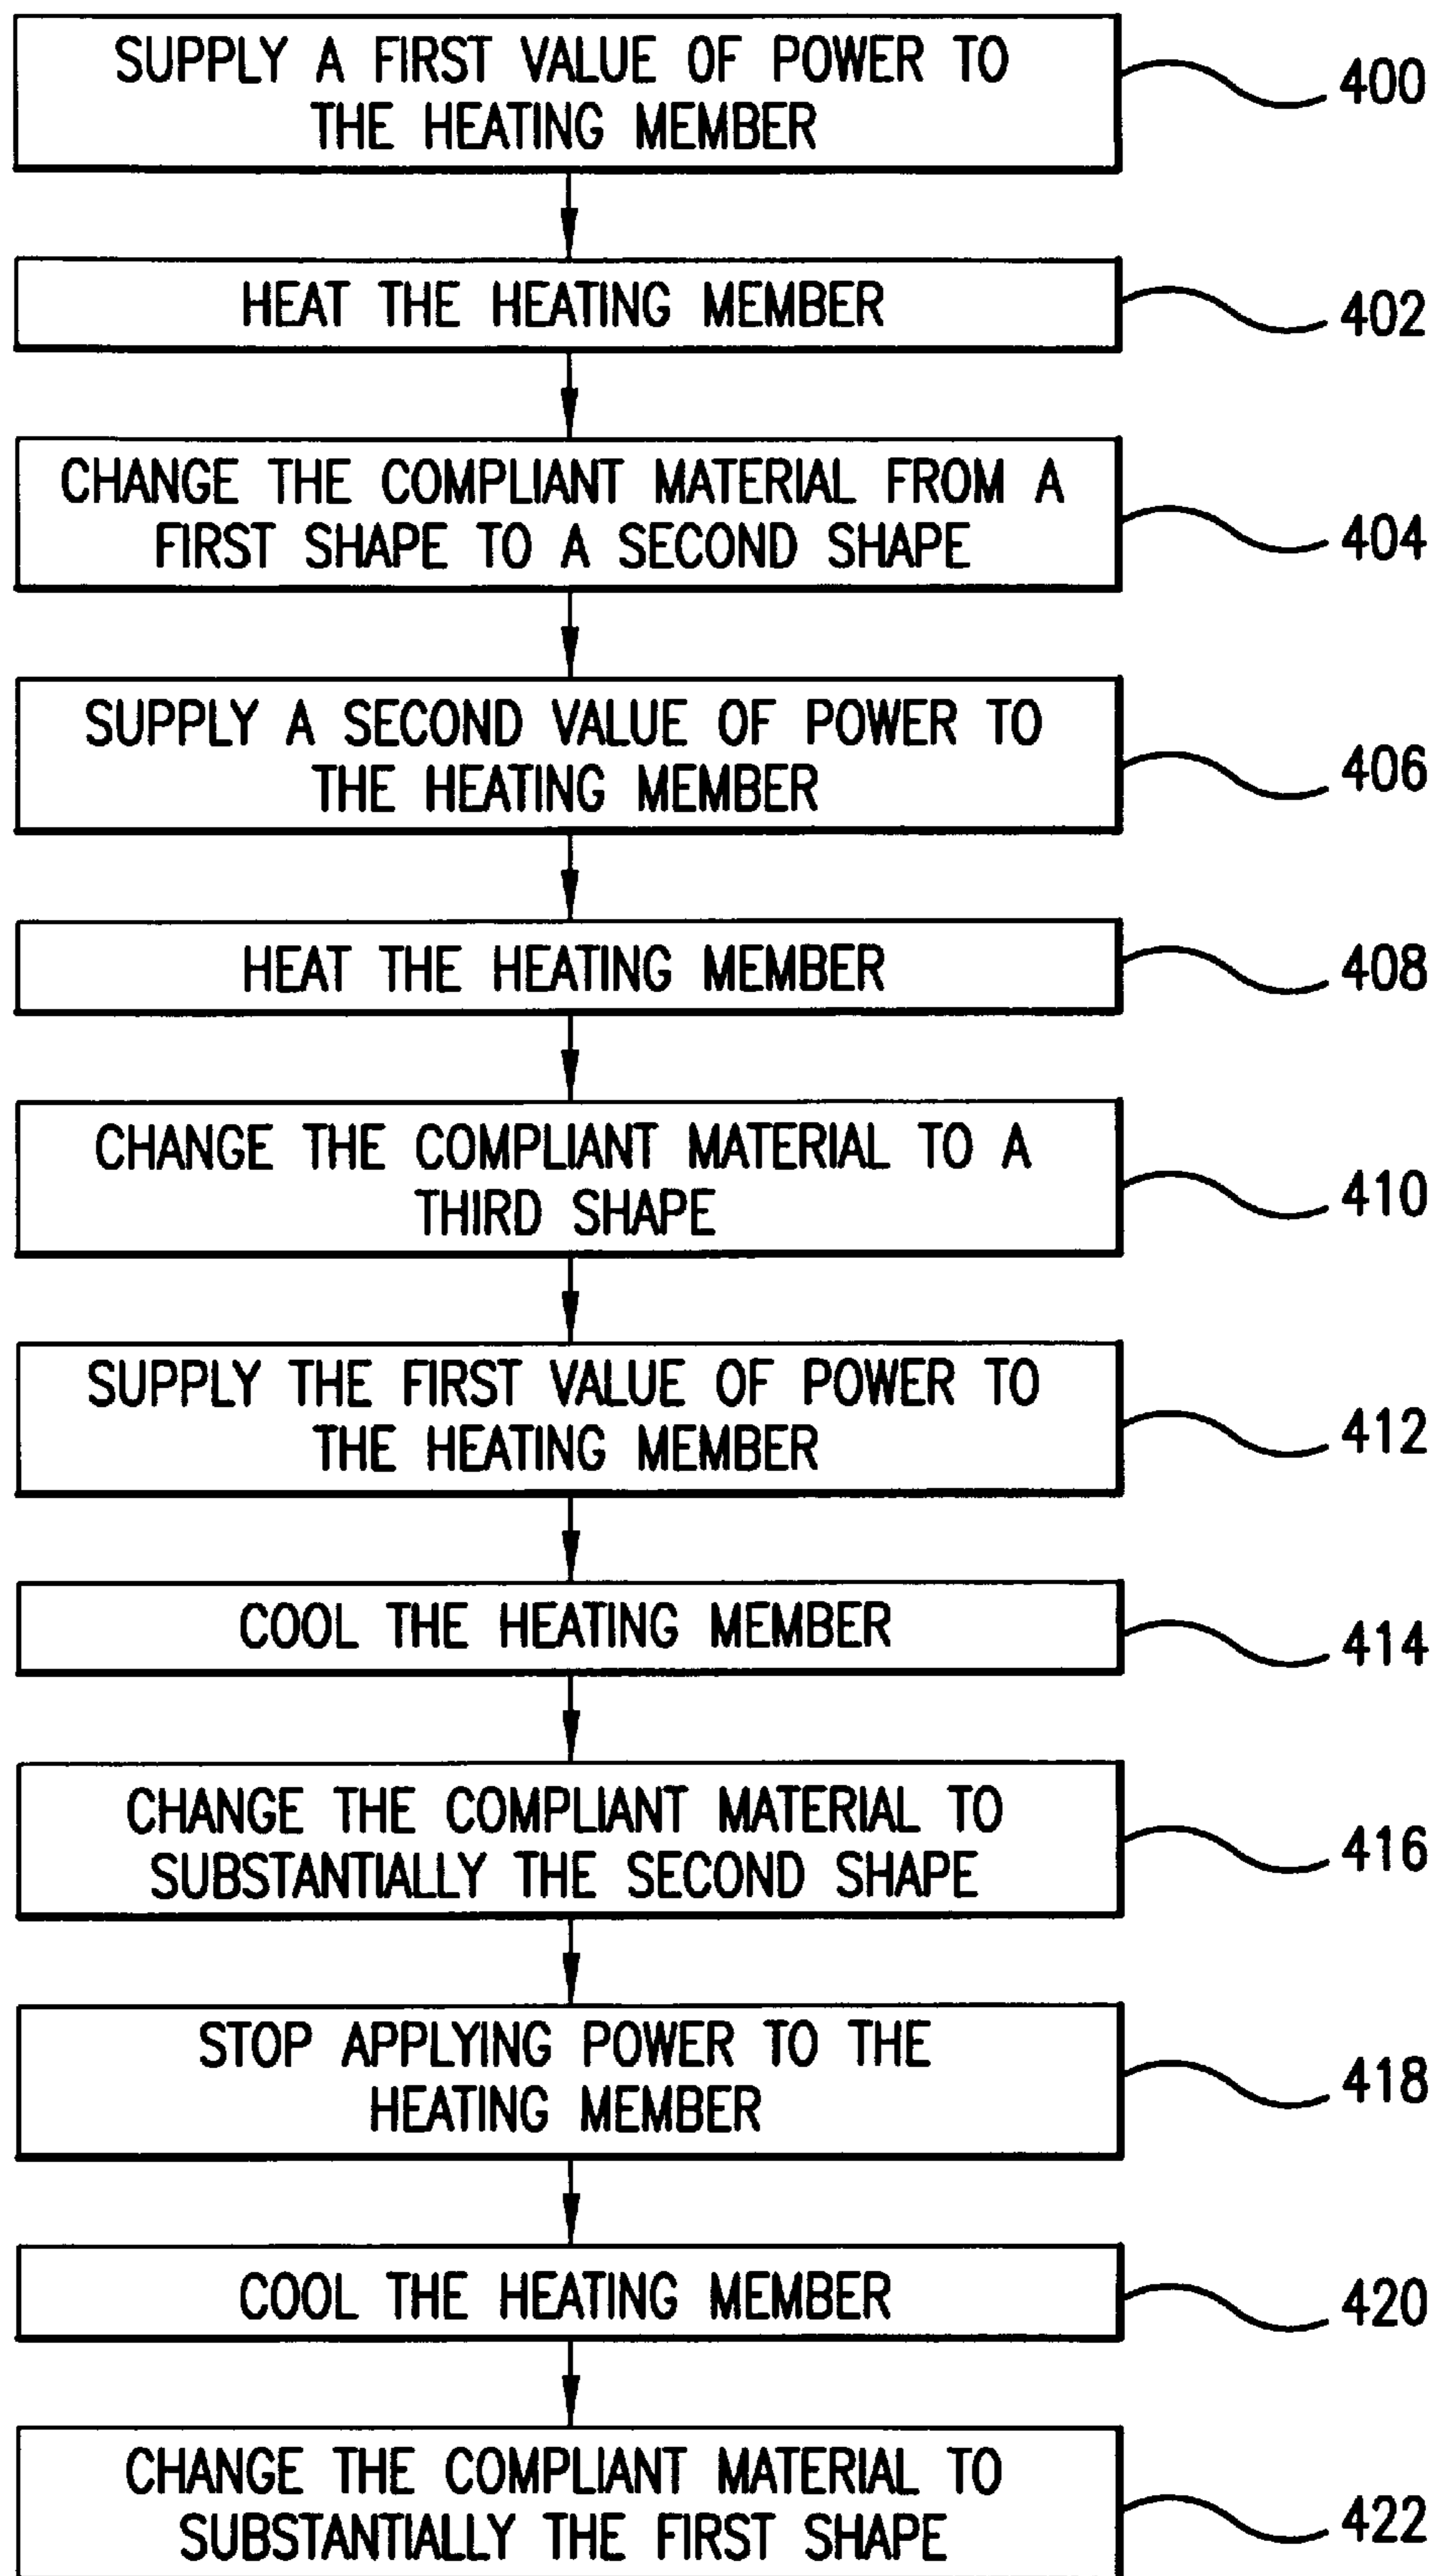 SUPPLY A FIRST VALUE OF POWER TO
THE HEATING MEMBER
400
HEAT THE HEATING MEMBER
402
CHANGE THE COMPLIANT MATERIAL FROM A
FIRST SHAPE TO A SECOND SHAPE
404
SUPPLY A SECOND VALUE OF POWER TO
THE HEATING MEMBER
406
HEAT THE HEATING MEMBER
408
CHANGE THE COMPLIANT MATERIAL TO A
THIRD SHAPE
410
SUPPLY THE FIRST VALUE OF POWER TO
THE HEATING MEMBER
412
COOL THE HEATING MEMBER
414
CHANGE THE COMPLIANT MATERIAL TO
SUBSTANTIALLY THE SECOND SHAPE
416
STOP APPLYING POWER TO THE
HEATING MEMBER
418
COOL THE HEATING MEMBER
420
CHANGE THE COMPLIANT MATERIAL TO
SUBSTANTIALLY THE FIRST SHAPE
422